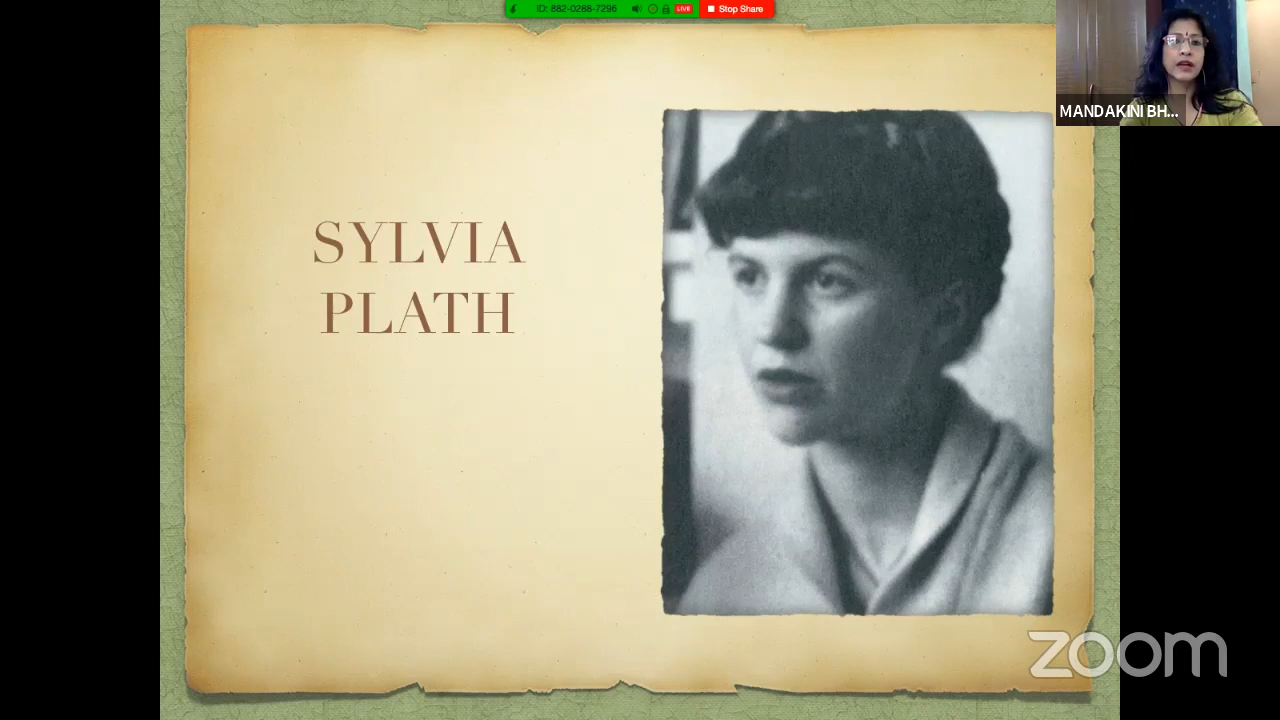 ID: 882-0288-7296 LIVE Stop Share
MANDAKINI BH...
SYLVIA
PLATH
zoom